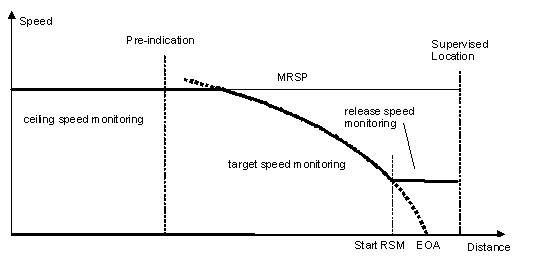 Speed
Pre-indication
Supervised
Location
MRSP
release speed
monitoring
ceiling speed monitoring
target speed monitoring
Start RSM
EOA
Distance